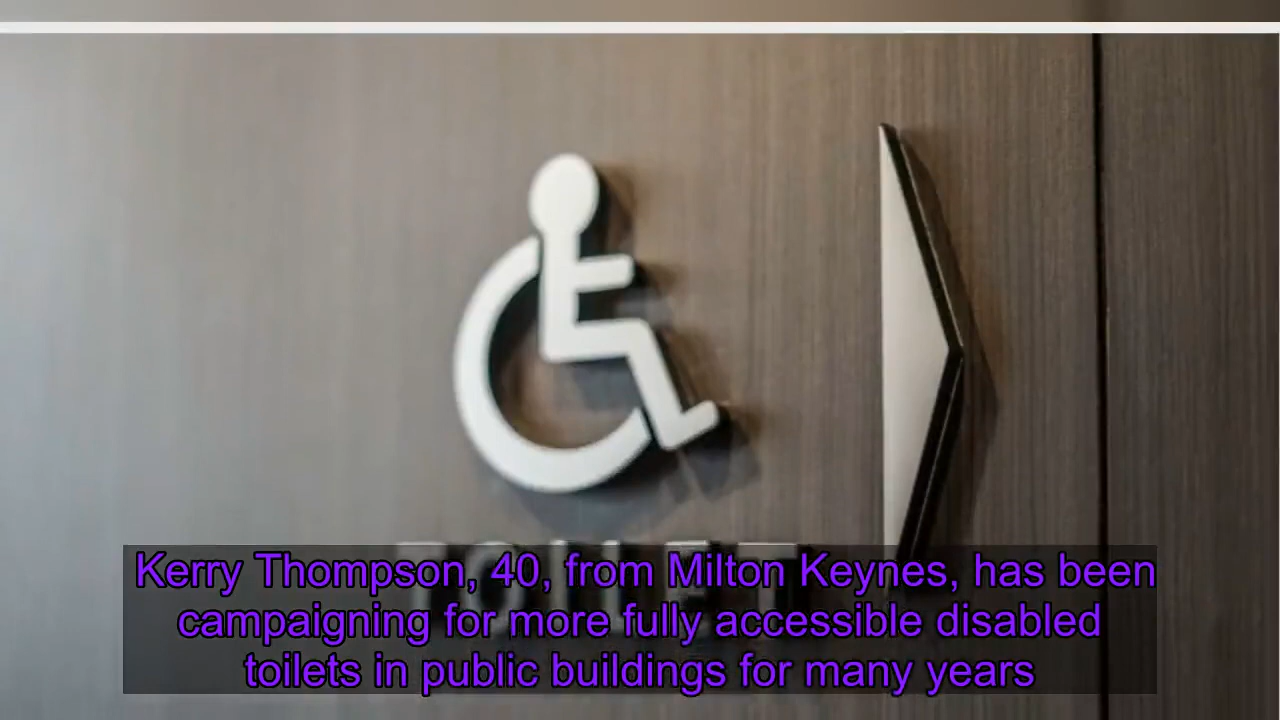 TOILET
Kerry Thompson, 40, from Milton Keynes, has been
campaigning for more fully accessible disabled
toilets in public buildings for many years